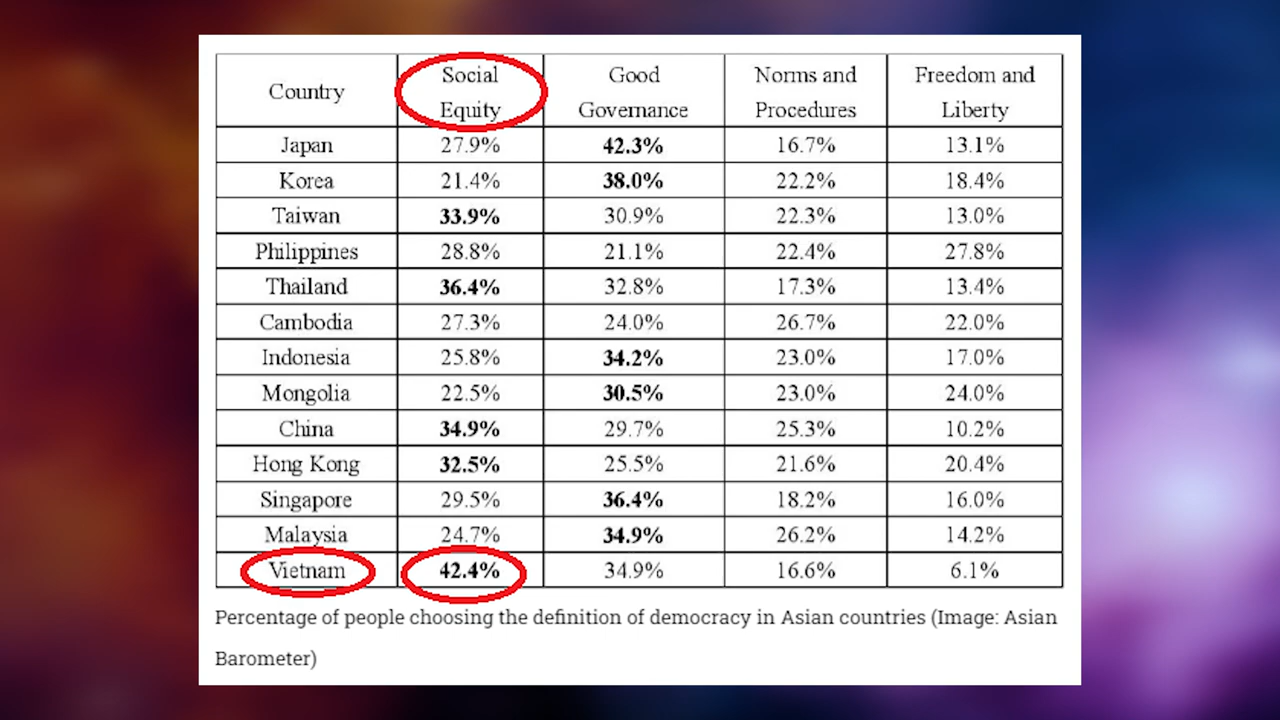 Country Social Equity Good Governance Norms and Procedures Freedom and Liberty
Japan 27.9% 42.3% 16.7% 13.1%
Korea 21.4% 38.0% 22.2% 18.4%
Taiwan 33.9% 30.9% 22.3% 13.0%
Philippines 28.8% 21.1% 22.4% 27.8%
Thailand 36.4% 32.8% 17.3% 13.4%
Cambodia 27.3% 24.0% 26.7% 22.0%
Indonesia 25.8% 34.2% 23.0% 17.0%
Mongolia 22.5% 30.5% 23.0% 24.0%
China 34.9% 29.7% 25.3% 10.2%
Hong Kong 32.5% 25.5% 21.6% 20.4%
Singapore 29.5% 36.4% 18.2% 16.0%
Malaysia 24.7% 34.9% 26.2% 14.2%
Vietnam 42.4% 34.9% 16.6% 6.1%
Percentage of people choosing the definition of democracy in Asian countries (Image: Asian
Barometer)